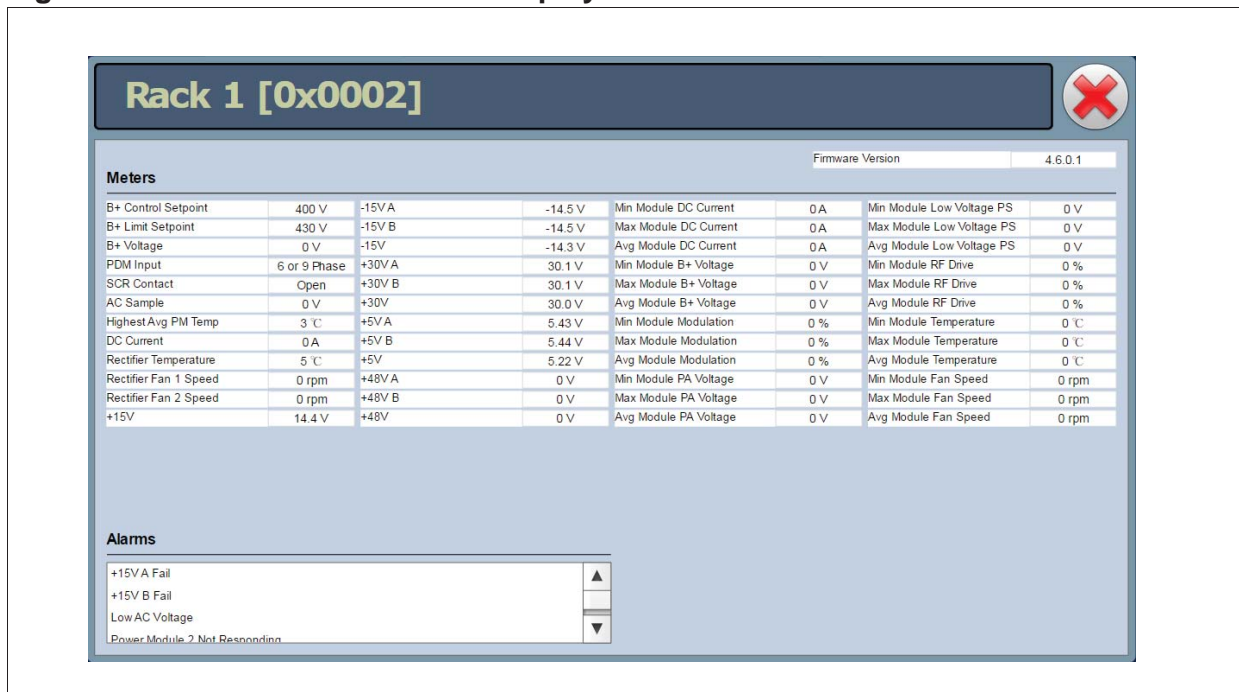 Rack 1 [0x0002]
Firmware Version 4.6.0.1
Meters
B+ Control Setpoint 400 V -15V A -14.5 V Min Module DC Current 0 A Min Module Low Voltage PS 0 V
B+ Limit Setpoint 430 V -15V B -14.5 V Max Module DC Current 0 A Max Module Low Voltage PS 0 V
B+ Voltage 0 V -15V -14.3 V Avg Module DC Current 0 A Avg Module Low Voltage PS 0 V
PDM Input 6 or 9 Phase +30V A 30.1 V Min Module B+ Voltage 0 V Min Module RF Drive 0 %
SCR Contact Open +30V B 30.1 V Max Module B+ Voltage 0 V Max Module RF Drive 0 %
AC Sample 0 V +30V 30.0 V Avg Module B+ Voltage 0 V Avg Module RF Drive 0 %
Highest Avg PM Temp 3 °C +5V A 5.43 V Min Module Modulation 0 % Min Module Temperature 0 °C
DC Current 0 A +5V B 5.44 V Max Module Modulation 0 % Max Module Temperature 0 °C
Rectifier Temperature 5 °C +5V 5.22 V Avg Module Modulation 0 % Avg Module Temperature 0 °C
Rectifier Fan 1 Speed 0 rpm +48V A 0 V Min Module PA Voltage 0 V Min Module Fan Speed 0 rpm
Rectifier Fan 2 Speed 0 rpm +48V B 0 V Max Module PA Voltage 0 V Max Module Fan Speed 0 rpm
+15V 14.4 V +48V 0 V Avg Module PA Voltage 0 V Avg Module Fan Speed 0 rpm
Alarms
+15V A Fail
+15V B Fail
Low AC Voltage
Power Module 2 Not Responding